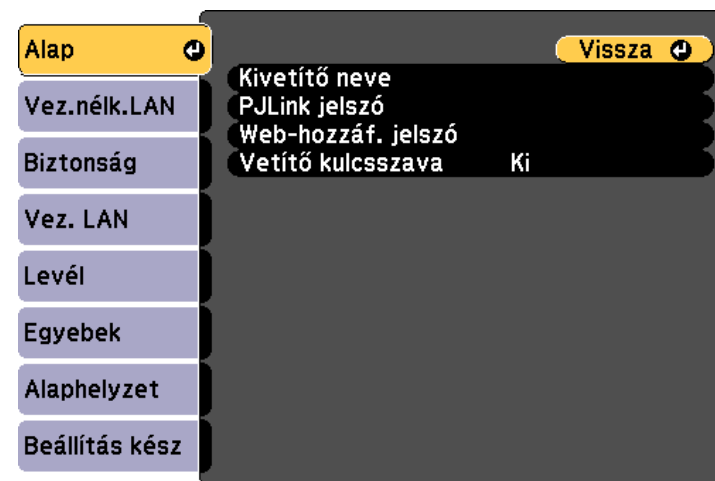 Alap
Vissza
Kivetítő neve
Vez.nélk.LAN
PJLink jelszó
Web-hozzáf. jelszó
Biztonság
Vetítő kulcsszava Ki
Vez. LAN
Levél
Egyebek
Alaphelyzet
Beállítás kész